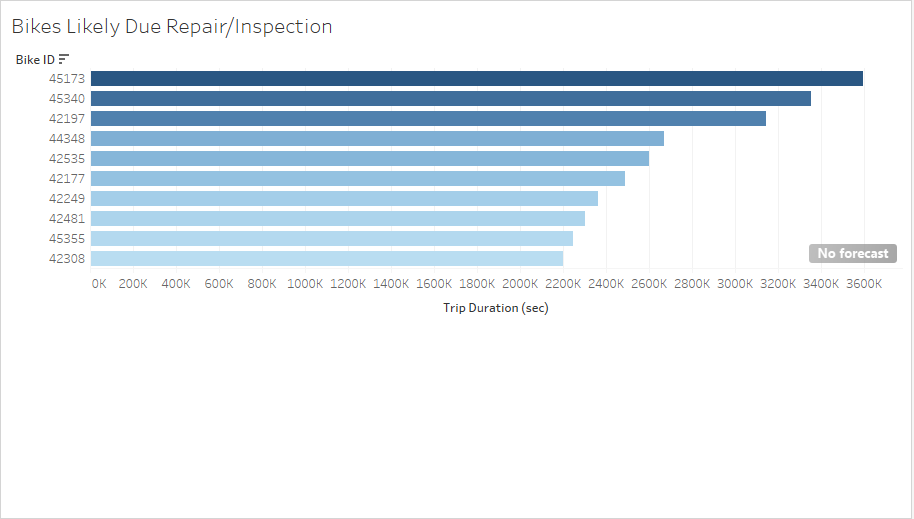 Bikes Likely Due Repair/Inspection
Bike ID
45173
45340
42197
44348
42535
42177
42249
42481
45355
42308
No forecast
0K 200K 400K 600K 800K 1000K 1200K 1400K 1600K 1800K 2000K 2200K 2400K 2600K 2800K 3000K 3200K 3400K 3600K
Trip Duration (sec)